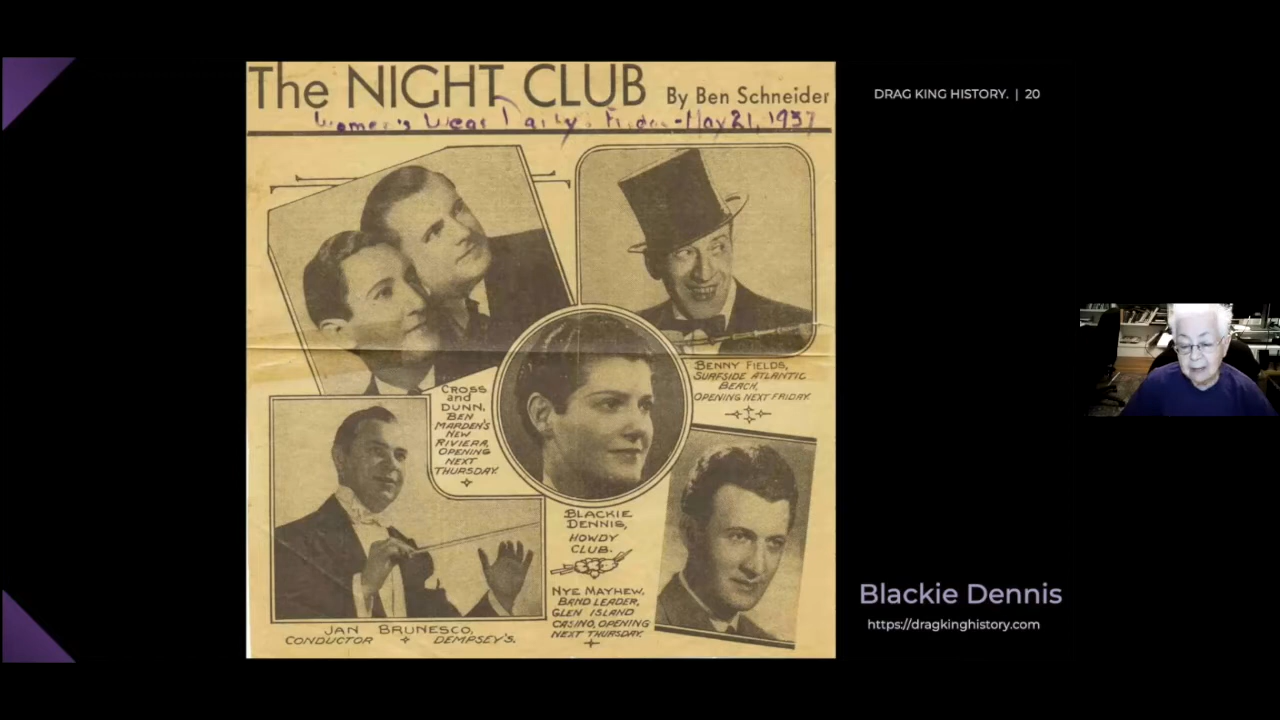 The NIGHT CLUB By Ben Schneider
Women's Wear Daily. Friday - May 21, 1937
CROSS
and
DUNN,
BEN
MARDEN'S
NEW
RIVIERA,
OPENING
NEXT
THURSDAY.
BENNY FIELDS,
SURFSIDE ATLANTIC
BEACH,
OPENING NEXT FRIDAY.
BLACKIE
DENNIS,
HOWDY
CLUB.
JAN BRUNESCO,
CONDUCTOR DEMPSEY'S.
NYE MAYHEW,
BAND LEADER,
GLEN ISLAND
CASINO, OPENING
NEXT THURSDAY.
DRAG KING HISTORY. | 20
Blackie Dennis
https://dragkinghistory.com